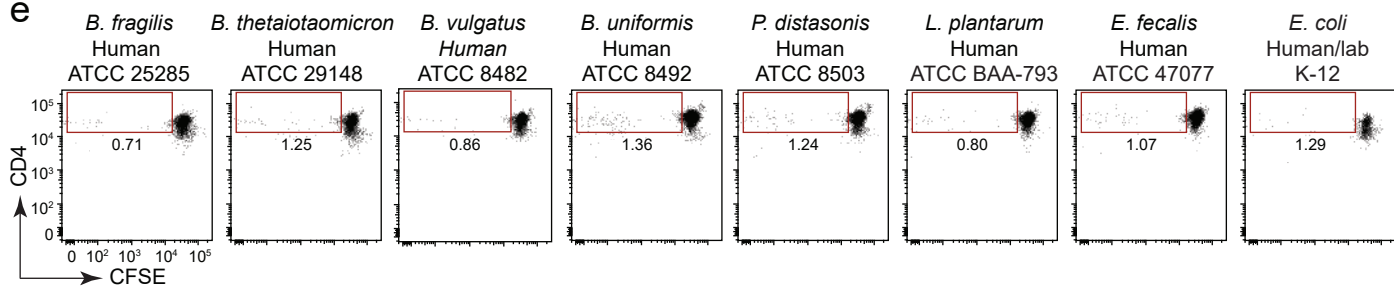 e
B. fragilis
Human
ATCC 25285
B. thetaiotaomicron
Human
ATCC 29148
B. vulgatus
Human
ATCC 8482
B. uniformis
Human
ATCC 8492
P. distasonis
Human
ATCC 8503
L. plantarum
Human
ATCC BAA-793
E. fecalis
Human
ATCC 47077
E. coli
Human/lab
K-12
CD4
10⁵
10⁴
10³
10²
0
0.71
1.25
0.86
1.36
1.24
0.80
1.07
1.29
0 10² 10³ 10⁴ 10⁵
CFSE